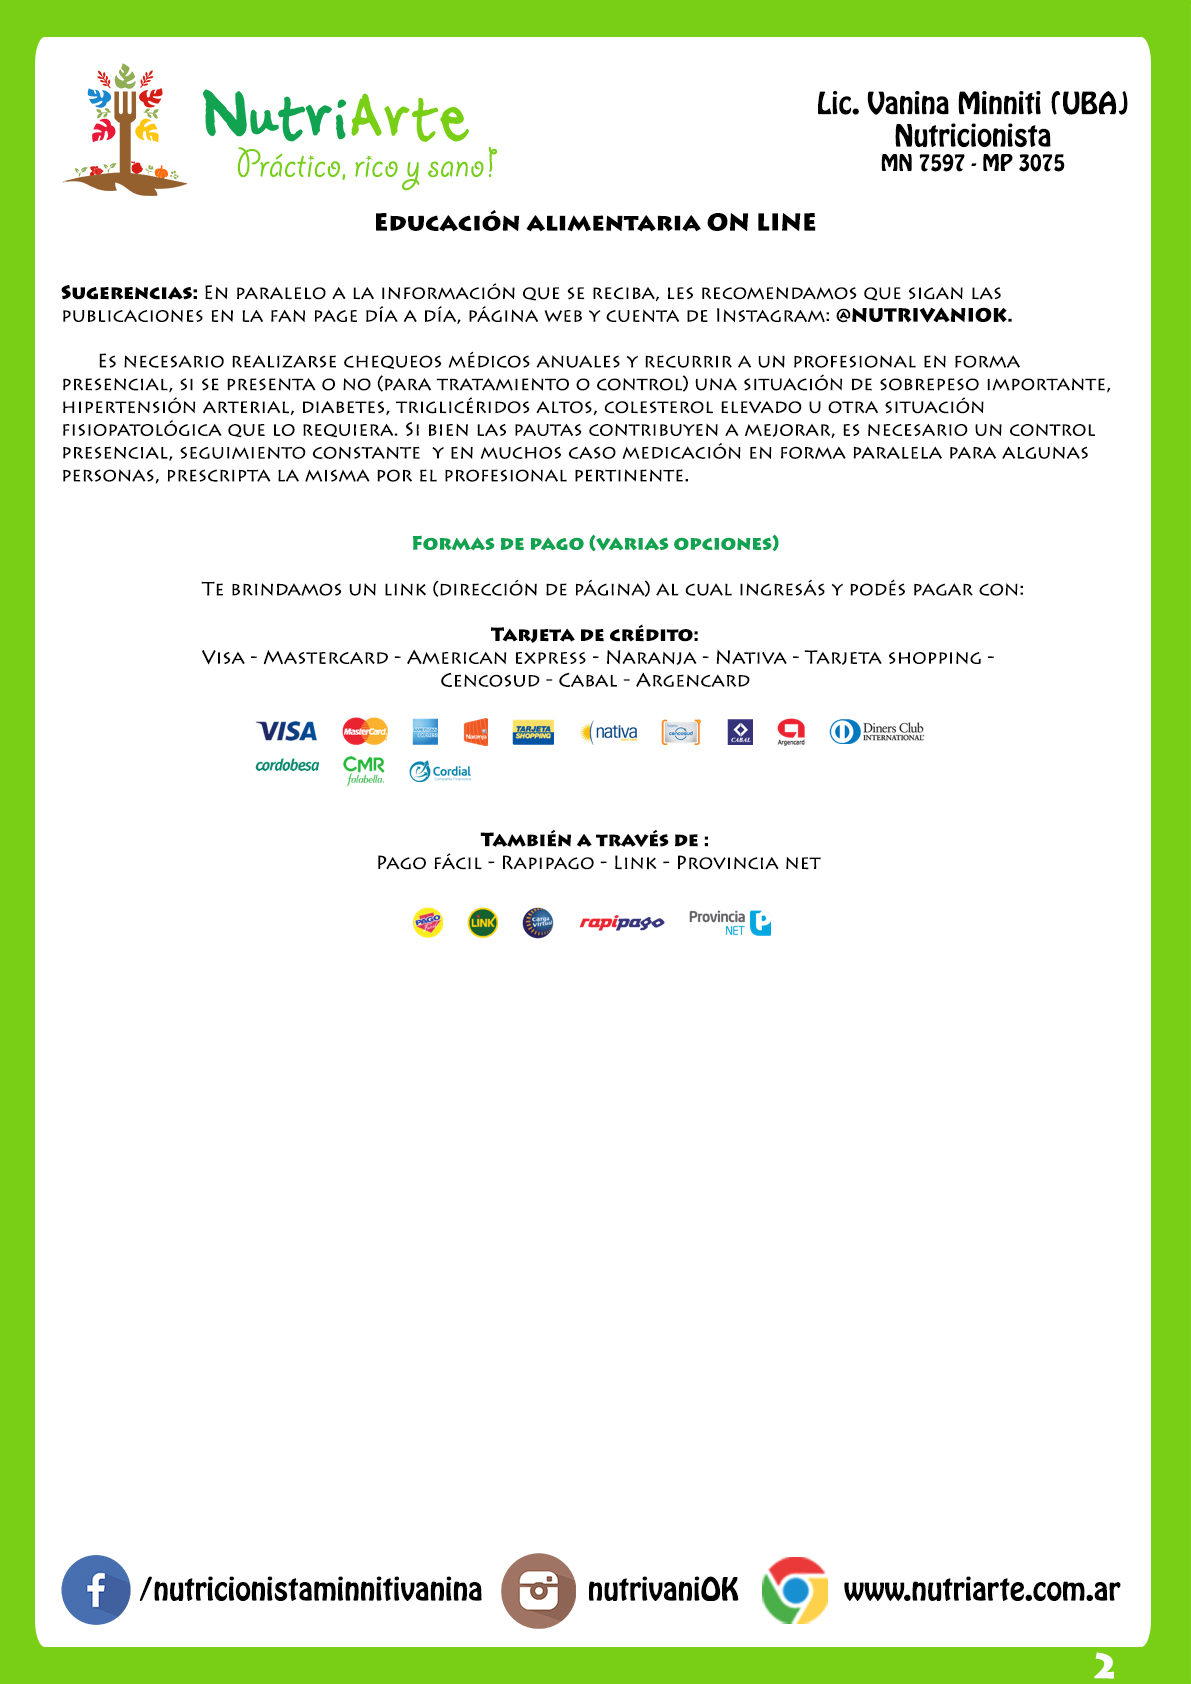 NutriArte
Práctico, rico y sano!
Lic. Vanina Minniti (UBA)
Nutricionista
MN 7597 - MP 3075
Educación alimentaria ON LINE
Sugerencias: En paralelo a la información que se reciba, les recomendamos que sigan las
publicaciones en la fan page día a día, página web y cuenta de Instagram: @NUTRIVANIOK.
Es necesario realizarse chequeos médicos anuales y recurrir a un profesional en forma
presencial, si se presenta o no (para tratamiento o control) una situación de sobrepeso importante,
hipertensión arterial, diabetes, triglicéridos altos, colesterol elevado u otra situación
fisiopatológica que lo requiera. Si bien las pautas contribuyen a mejorar, es necesario un control
presencial, seguimiento constante  y en muchos caso medicación en forma paralela para algunas
personas, prescripta la misma por el profesional pertinente.
Formas de pago (varias opciones)
Te brindamos un link (dirección de página) al cual ingresás y podés pagar con:
Tarjeta de crédito:
Visa - Mastercard - American express - Naranja - Nativa - Tarjeta shopping -
Cencosud - Cabal - Argencard
VISA MasterCard AMERICAN EXPRESS Naranja TARJETA SHOPPING nativa cencosud CABAL Argencard Diners Club INTERNATIONAL
cordobesa CMR falabella. Cordial
También a través de :
Pago fácil - Rapipago - Link - Provincia net
PAGO fácil LINK carga virtual rapipago Provincia NET
/nutricionistaminnitivanina nutrivaniOK www.nutriarte.com.ar
2